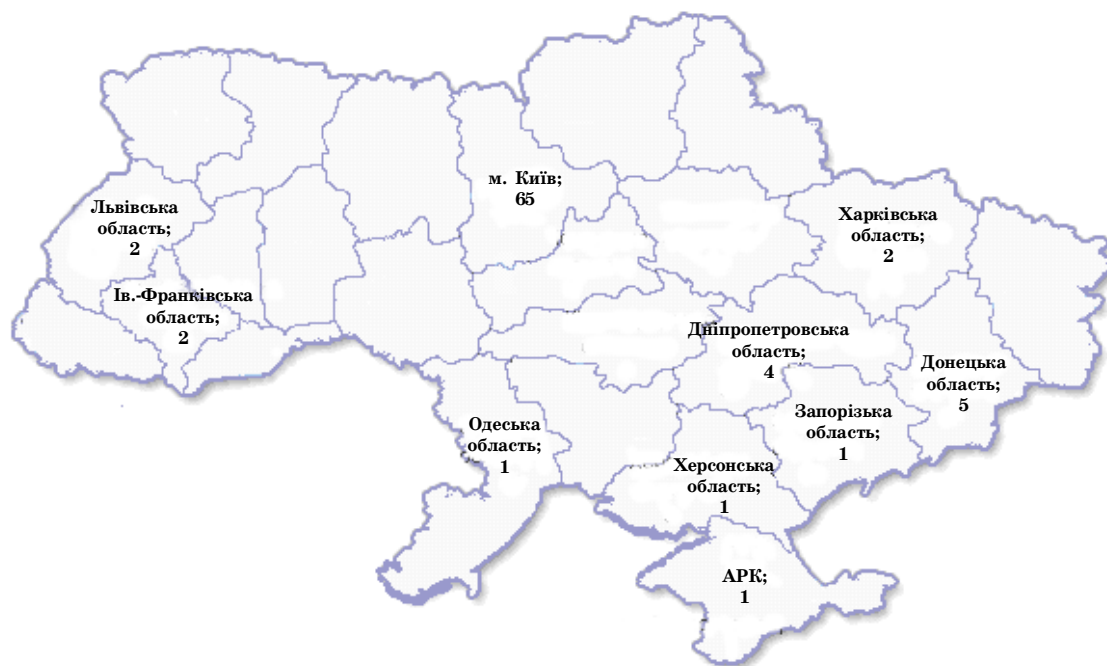 м. Київ;
65
Львівська
область;
2
Харківська
область;
2
Ів.-Франківська
область;
2
Дніпропетровська
область;
4
Донецька
область;
5
Запорізька
область;
1
Одеська
область;
1
Херсонська
область;
1
АРК;
1